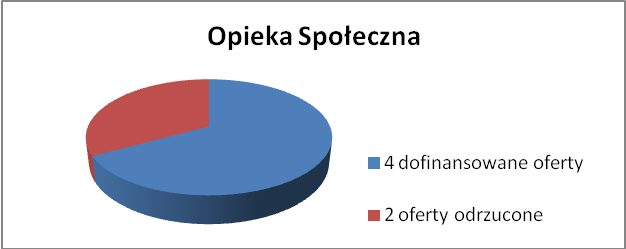 Opieka Społeczna
4 dofinansowane oferty
2 oferty odrzucone